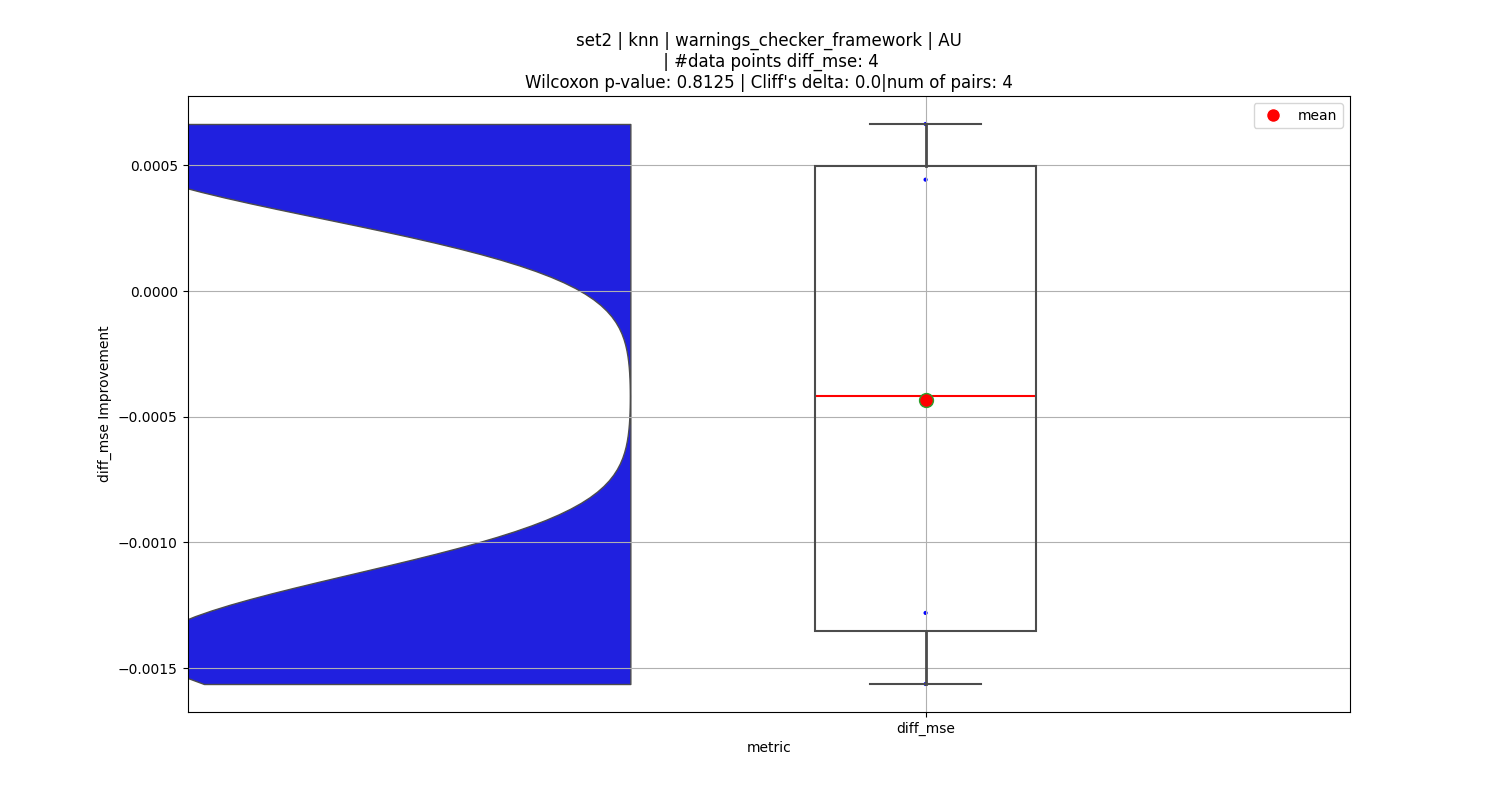 set2 | knn | warnings_checker_framework | AU
| #data points diff_mse: 4
Wilcoxon p-value: 0.8125 | Cliff's delta: 0.0|num of pairs: 4
mean
0.0005
0.0000
−0.0005
−0.0010
−0.0015
diff_mse Improvement
diff_mse
metric